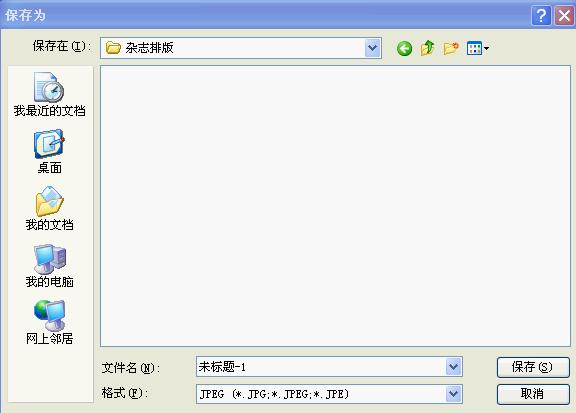 保存为
保存在(I): 杂志排版
我最近的文档
桌面
我的文档
我的电脑
网上邻居
文件名(N): 未标题-1 保存(S)
格式(F): JPEG (*.JPG;*.JPEG;*.JPE) 取消